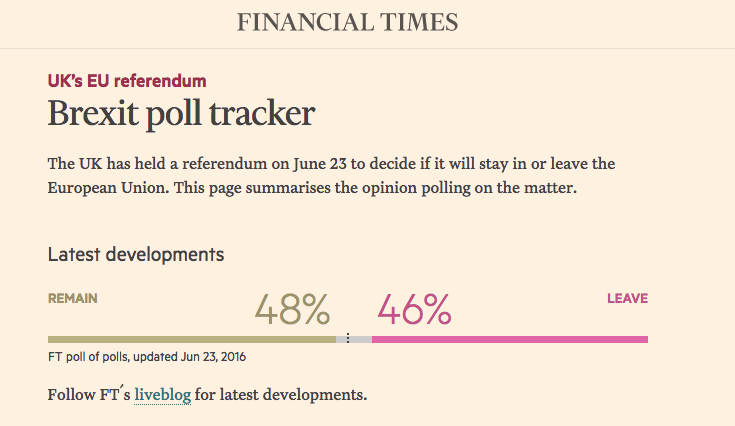 FINANCIAL TIMES
UK's EU referendum
Brexit poll tracker
The UK has held a referendum on June 23 to decide if it will stay in or leave the
European Union. This page summarises the opinion polling on the matter.
Latest developments
REMAIN 48% 46% LEAVE
FT poll of polls, updated Jun 23, 2016
Follow FT´s liveblog for latest developments.